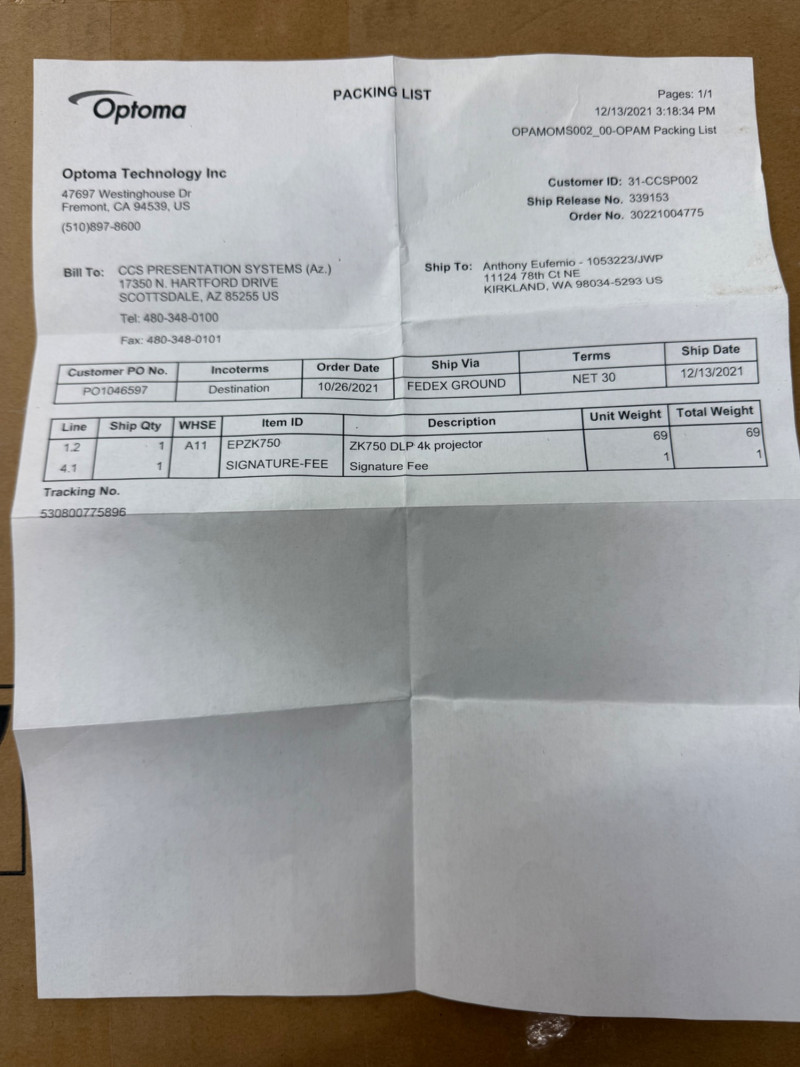 Optoma
PACKING LIST
Pages: 1/1
12/13/2021 3:18:34 PM
OPAMOMS002_00-OPAM Packing List
Optoma Technology Inc
47697 Westinghouse Dr
Fremont, CA 94539, US
(510)897-8600
Customer ID: 31-CCSP002
Ship Release No. 339153
Order No. 30221004775
Bill To: CCS PRESENTATION SYSTEMS (Az.)
17350 N. HARTFORD DRIVE
SCOTTSDALE, AZ 85255 US
Tel: 480-348-0100
Fax: 480-348-0101
Ship To: Anthony Eufemio - 1053223/JWP
11124 78th Ct NE
KIRKLAND, WA 98034-5293 US
Customer PO No. Incoterms Order Date Ship Via Terms Ship Date
PO1046597 Destination 10/26/2021 FEDEX GROUND NET 30 12/13/2021
Line Ship Qty WHSE Item ID Description Unit Weight Total Weight
1.2 1 A11 EPZK750 ZK750 DLP 4k projector 69 69
4.1 1 SIGNATURE-FEE Signature Fee 1 1
Tracking No.
530800775896